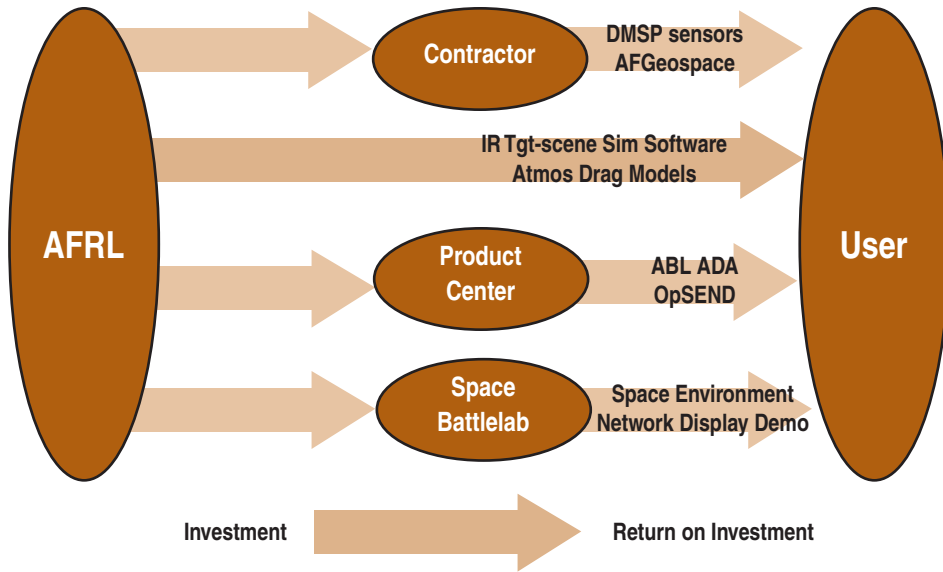 Contractor
DMSP sensors
AFGeospace
IR Tgt-scene Sim Software
Atmos Drag Models
AFRL
User
Product
Center
ABL ADA
OpSEND
Space
Battlelab
Space Environment
Network Display Demo
Investment
Return on Investment